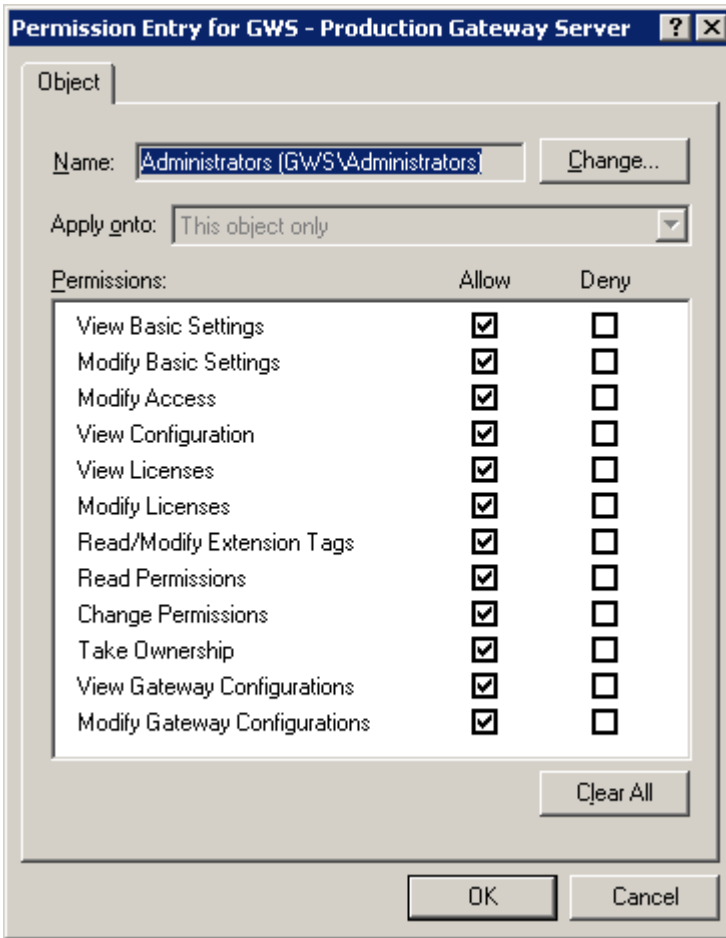 Permission Entry for GWS - Production Gateway Server ? X
Object
Name: Administrators (GWS\Administrators) Change...
Apply onto: This object only
Permissions: Allow Deny
View Basic Settings
Modify Basic Settings
Modify Access
View Configuration
View Licenses
Modify Licenses
Read/Modify Extension Tags
Read Permissions
Change Permissions
Take Ownership
View Gateway Configurations
Modify Gateway Configurations
Clear All
OK Cancel